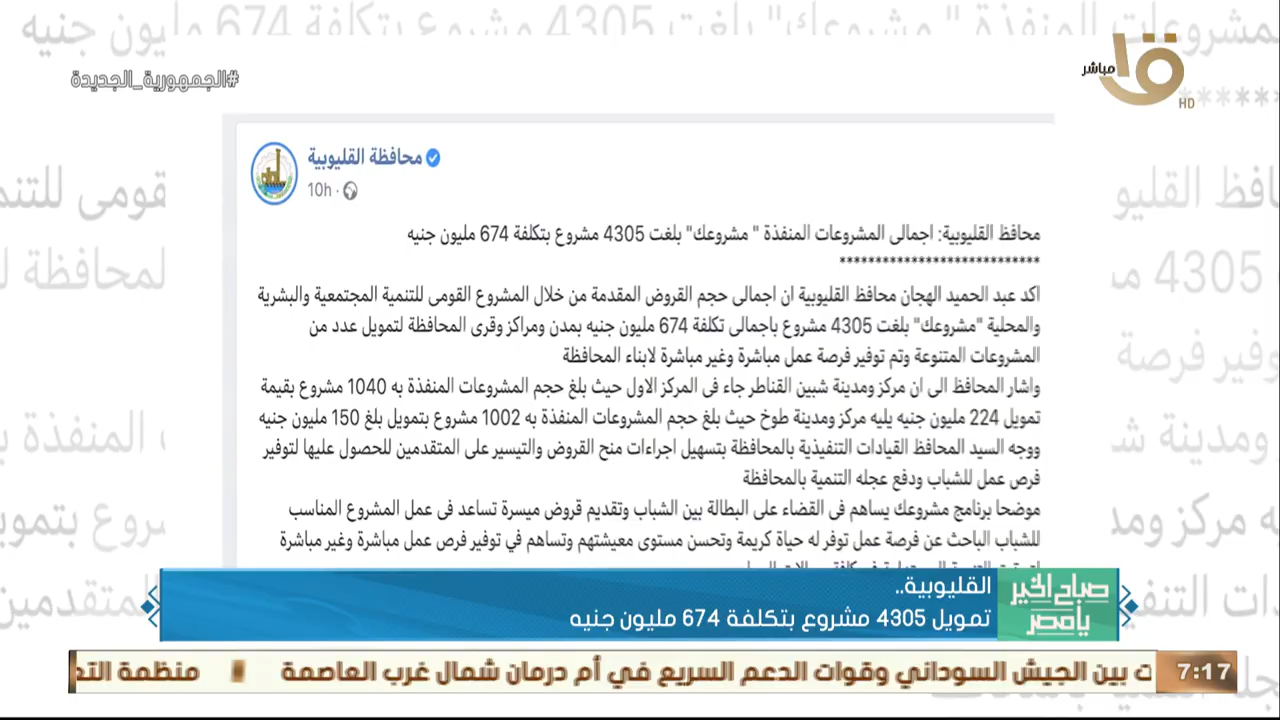 #الجمهورية_الجديدة
مباشر
HD
محافظة القليوبية
10h
محافظ القليوبية: اجمالى المشروعات المنفذة " مشروعك" بلغت 4305 مشروع بتكلفة 674 مليون جنيه
****************************
اكد عبد الحميد الهجان محافظ القليوبية ان اجمالى حجم القروض المقدمة من خلال المشروع القومى للتنمية المجتمعية والبشرية
والمحلية "مشروعك" بلغت 4305 مشروع باجمالى تكلفة 674 مليون جنيه بمدن ومراكز وقرى المحافظة لتمويل عدد من
المشروعات المتنوعة وتم توفير فرصة عمل مباشرة وغير مباشرة لابناء المحافظة
واشار المحافظ الى ان مركز ومدينة شبين القناطر جاء فى المركز الاول حيث بلغ حجم المشروعات المنفذة به 1040 مشروع بقيمة
تمويل 224 مليون جنيه يليه مركز ومدينة طوخ حيث بلغ حجم المشروعات المنفذة به 1002 مشروع بتمويل بلغ 150 مليون جنيه
ووجه السيد المحافظ القيادات التنفيذية بالمحافظة بتسهيل اجراءات منح القروض والتيسير على المتقدمين للحصول عليها لتوفير
فرص عمل للشباب ودفع عجله التنمية بالمحافظة
موضحا برنامج مشروعك يساهم فى القضاء على البطالة بين الشباب وتقديم قروض ميسرة تساعد فى عمل المشروع المناسب
للشباب الباحث عن فرصة عمل توفر له حياة كريمة وتحسن مستوى معيشتهم وتساهم في توفير فرص عمل مباشرة وغير مباشرة
صباح الخير
يا مصر
القليوبية..
تمويل 4305 مشروع بتكلفة 674 مليون جنيه
7:17
ت بين الجيش السوداني وقوات الدعم السريع في أم درمان شمال غرب العاصمة
منظمة